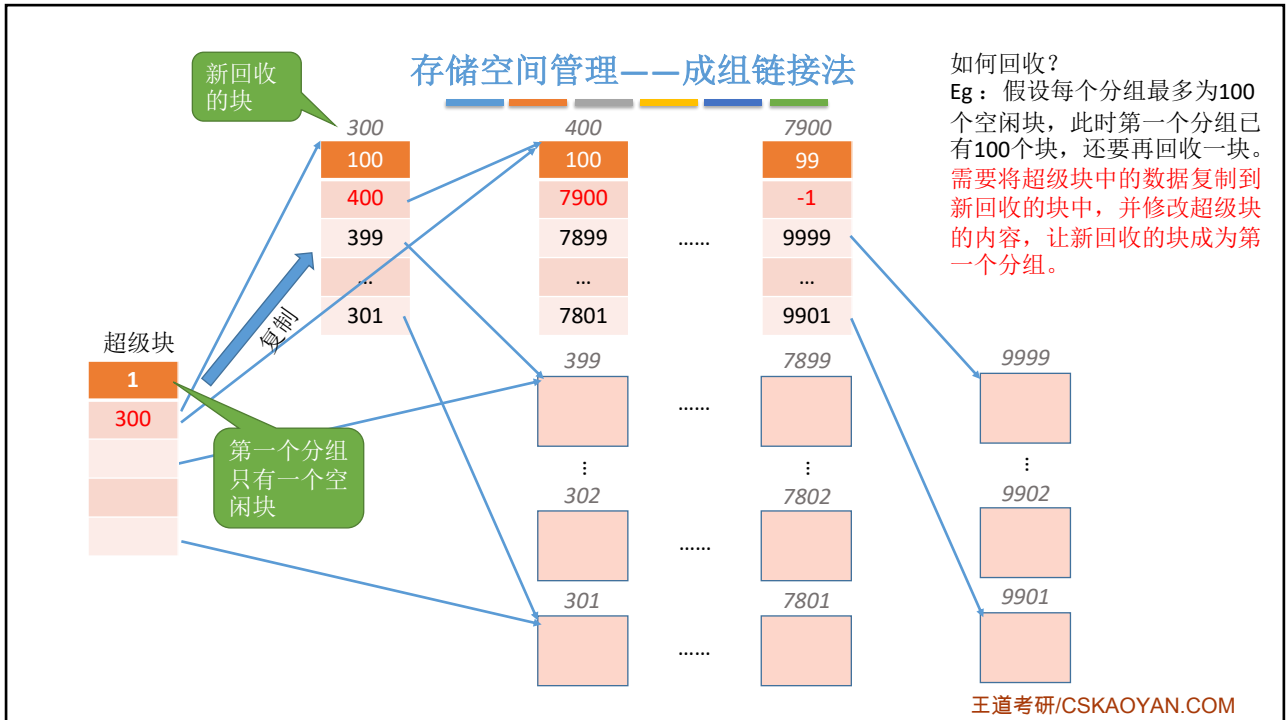 存储空间管理——成组链接法
新回收
的块
如何回收?
Eg：假设每个分组最多为100
个空闲块，此时第一个分组已
有100个块，还要再回收一块。
需要将超级块中的数据复制到
新回收的块中，并修改超级块
的内容，让新回收的块成为第
一个分组。
300
100
400
399
...
301
400
100
7900
7899
...
7801
......
7900
99
-1
9999
...
9901
复制
超级块
1
300
第一个分组
只有一个空
闲块
399
......
7899
9999
...
...
...
302
......
7802
9902
301
......
7801
9901
王道考研/CSKAOYAN.COM